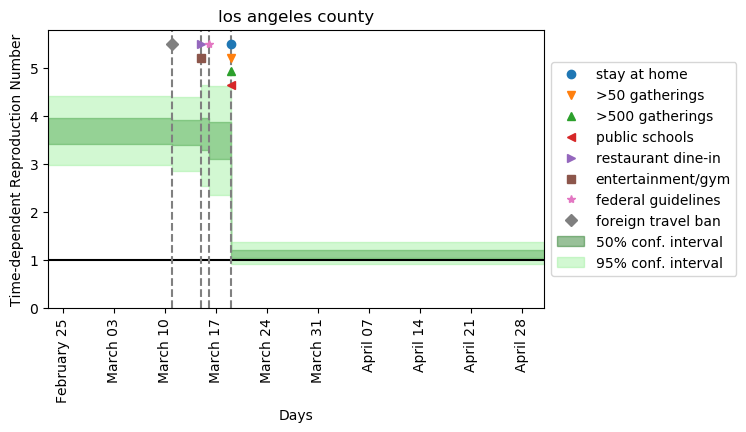 los angeles county
Time-dependent Reproduction Number
5
4
3
2
1
0
February 25
March 03
March 10
March 17
March 24
March 31
April 07
April 14
April 21
April 28
Days
stay at home
>50 gatherings
>500 gatherings
public schools
restaurant dine-in
entertainment/gym
federal guidelines
foreign travel ban
50% conf. interval
95% conf. interval